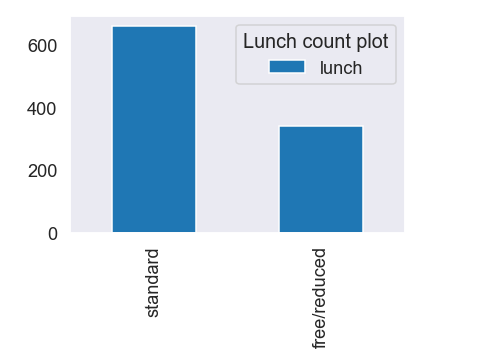 Lunch count plot
lunch
600
400
200
0
standard
free/reduced